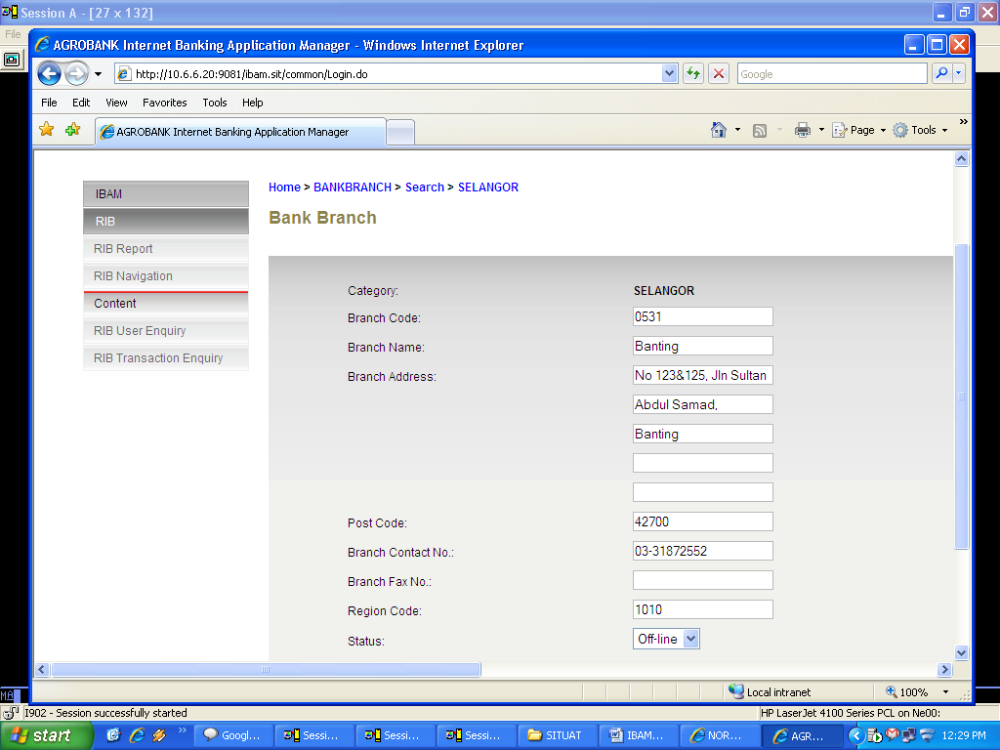 Session A - [27 x 132]
File
AGROBANK Internet Banking Application Manager - Windows Internet Explorer
http://10.6.6.20:9081/ibam.sit/common/Login.do
Google
File Edit View Favorites Tools Help
AGROBANK Internet Banking Application Manager
Page Tools
Home > BANKBRANCH > Search > SELANGOR
Bank Branch
IBAM
RIB
RIB Report
RIB Navigation
Content
RIB User Enquiry
RIB Transaction Enquiry
Category: SELANGOR
Branch Code: 0531
Branch Name: Banting
Branch Address: No 123&125, Jln Sultan
Abdul Samad,
Banting
Post Code: 42700
Branch Contact No.: 03-31872552
Branch Fax No.:
Region Code: 1010
Status: Off-line
Local intranet 100%
MA
I902 - Session successfully started
HP LaserJet 4100 Series PCL on Ne00:
start
Googl...
Sessi...
Sessi...
Sessi...
SITUAT
IBAM...
NOR...
AGR...
12:29 PM